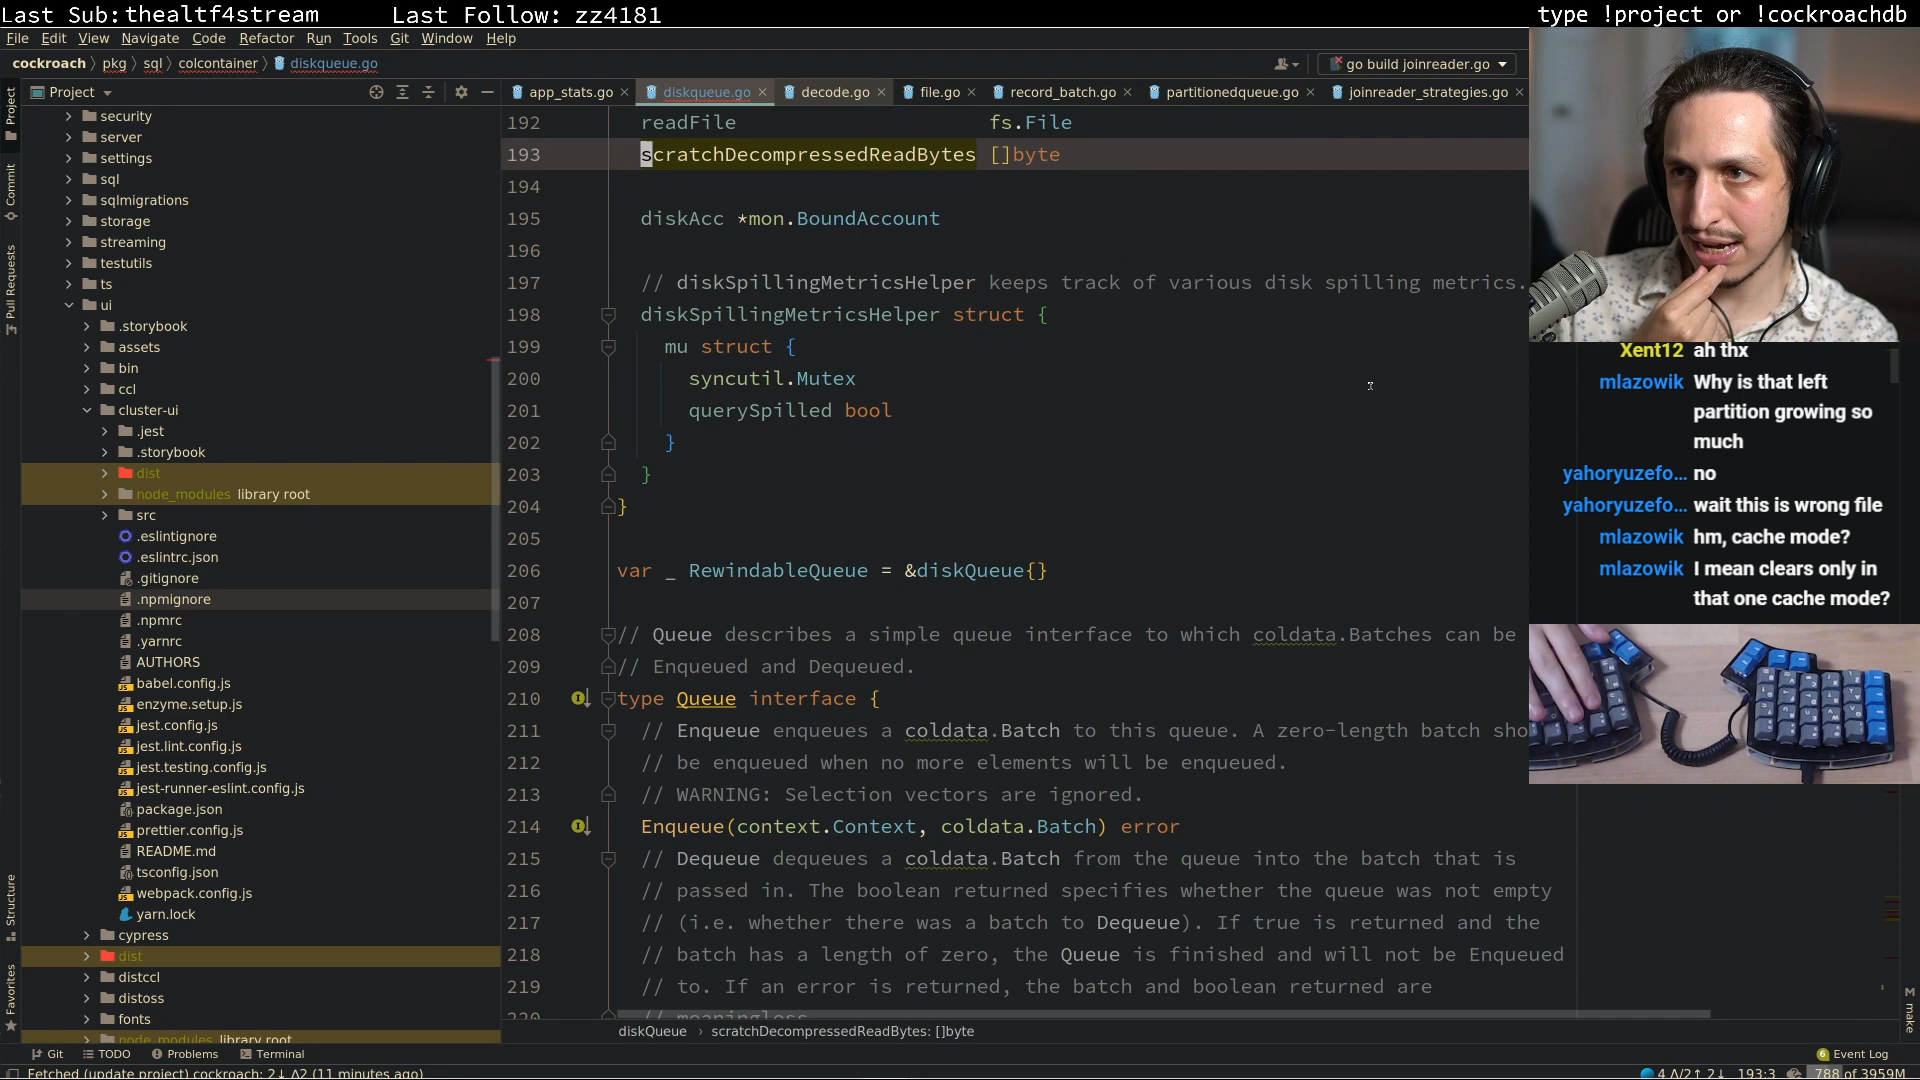 Last Sub:thealtf4stream
Last Follow: zz4181
type !project or !cockroachdb
File Edit View Navigate Code Refactor Run Tools Git Window Help
cockroach pkg sql colcontainer diskqueue.go
go build joinreader.go
Project
app_stats.go diskqueue.go decode.go file.go record_batch.go partitionedqueue.go joinreader_strategies.go
Project
Commit
Pull Requests
Structure
Favorites
security
server
settings
sql
sqlmigrations
storage
streaming
testutils
ts
ui
.storybook
assets
bin
ccl
cluster-ui
.jest
.storybook
dist
node_modules library root
src
.eslintignore
.eslintrc.json
.gitignore
.npmignore
.npmrc
.yarnrc
AUTHORS
babel.config.js
enzyme.setup.js
jest.config.js
jest.lint.config.js
jest.testing.config.js
jest-runner-eslint.config.js
package.json
prettier.config.js
README.md
tsconfig.json
webpack.config.js
yarn.lock
cypress
dist
distccl
distoss
fonts
node_modules library root
192 readFile fs.File
193 scratchDecompressedReadBytes []byte
194
195 diskAcc *mon.BoundAccount
196
197 // diskSpillingMetricsHelper keeps track of various disk spilling metrics.
198 diskSpillingMetricsHelper struct {
199 mu struct {
200 syncutil.Mutex
201 querySpilled bool
202 }
203 }
204 }
205
206 var _ RewindableQueue = &diskQueue{}
207
208 // Queue describes a simple queue interface to which coldata.Batches can be
209 // Enqueued and Dequeued.
210 type Queue interface {
211 // Enqueue enqueues a coldata.Batch to this queue. A zero-length batch sho
212 // be enqueued when no more elements will be enqueued.
213 // WARNING: Selection vectors are ignored.
214 Enqueue(context.Context, coldata.Batch) error
215 // Dequeue dequeues a coldata.Batch from the queue into the batch that is
216 // passed in. The boolean returned specifies whether the queue was not empty
217 // (i.e. whether there was a batch to Dequeue). If true is returned and the
218 // batch has a length of zero, the Queue is finished and will not be Enqueued
219 // to. If an error is returned, the batch and boolean returned are
220 // meaningless.
diskQueue scratchDecompressedReadBytes: []byte
Xent12 ah thx
mlazowik Why is that left
partition growing so
much
yahoryuzefo... no
yahoryuzefo... wait this is wrong file
mlazowik hm, cache mode?
mlazowik I mean clears only in
that one cache mode?
M
make
Git TODO Problems Terminal
6 Event Log
Fetched (update project) cockroach: 2↓ Δ2 (11 minutes ago)
4 Λ/2↑ 2↓ 193:3 788 of 3959M